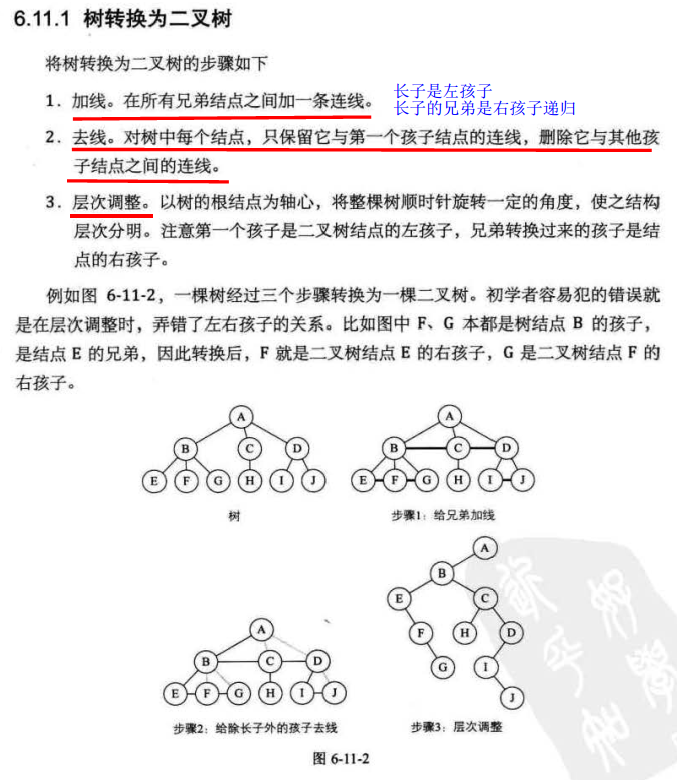 6.11.1 树转换为二叉树
将树转换为二叉树的步骤如下
1. 加线。在所有兄弟结点之间加一条连线。
长子是左孩子
长子的兄弟是右孩子递归
2. 去线。对树中每个结点，只保留它与第一个孩子结点的连线，删除它与其他孩
子结点之间的连线。
3. 层次调整。以树的根结点为轴心，将整棵树顺时针旋转一定的角度，使之结构
层次分明。注意第一个孩子是二叉树结点的左孩子，兄弟转换过来的孩子是结
点的右孩子。
例如图 6-11-2，一棵树经过三个步骤转换为一棵二叉树。初学者容易犯的错误就
是在层次调整时，弄错了左右孩子的关系。比如图中 F、G 本都是树结点 B 的孩子，
是结点 E 的兄弟，因此转换后，F 就是二叉树结点 E 的右孩子，G 是二叉树结点 F 的
右孩子。
A
B C D
E F G H I J
树
A
B C D
E F G H I J
步骤1：给兄弟加线
A
B C D
E F G H I J
步骤2：给除长子外的孩子去线
A
B
E C
F H D
G I
J
步骤3：层次调整
图 6-11-2